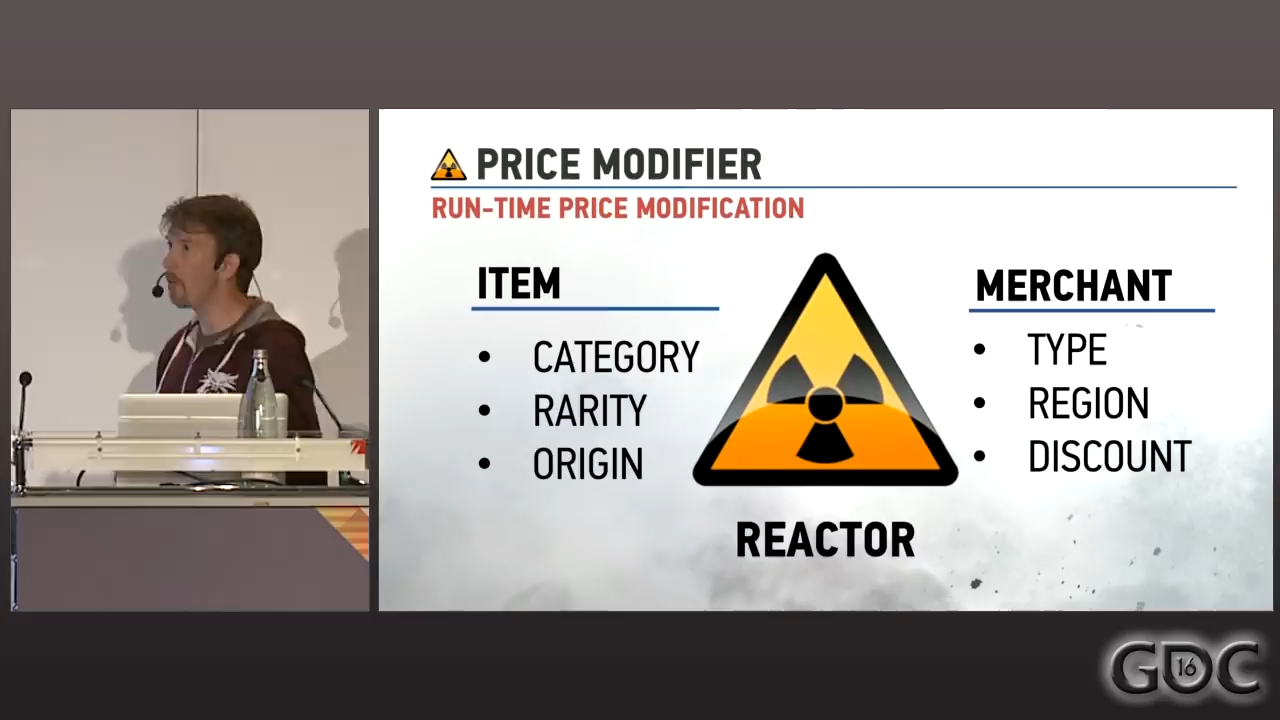 PRICE MODIFIER
RUN-TIME PRICE MODIFICATION
ITEM
• CATEGORY
• RARITY
• ORIGIN
MERCHANT
• TYPE
• REGION
• DISCOUNT
REACTOR
GDC
16